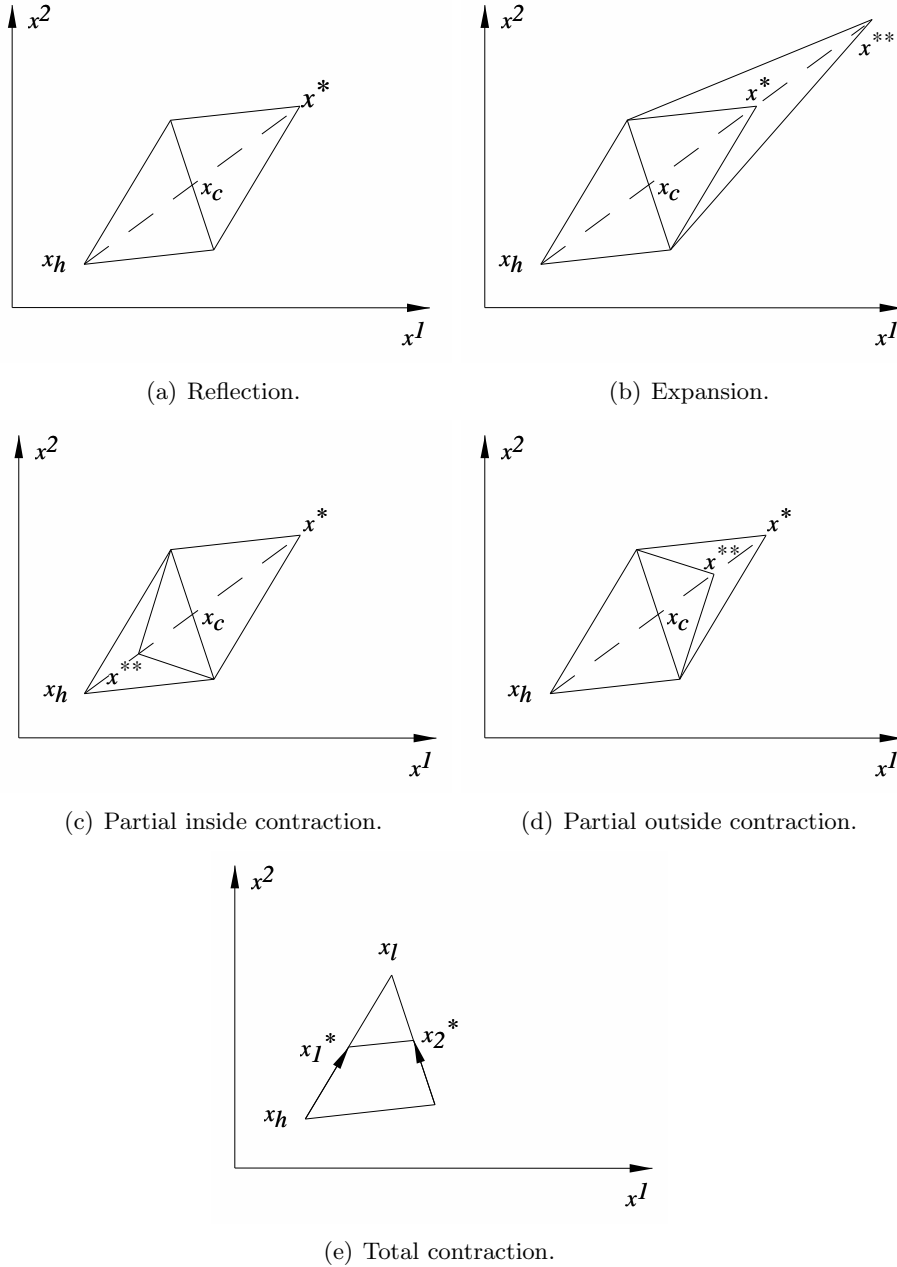 x2
x*
xc
xh
x1
(a) Reflection.
x2
x**
x*
xc
xh
x1
(b) Expansion.
x2
x*
xc
x**
xh
x1
(c) Partial inside contraction.
x2
x*
x**
xc
xh
x1
(d) Partial outside contraction.
x2
xl
x1* x2*
xh
x1
(e) Total contraction.